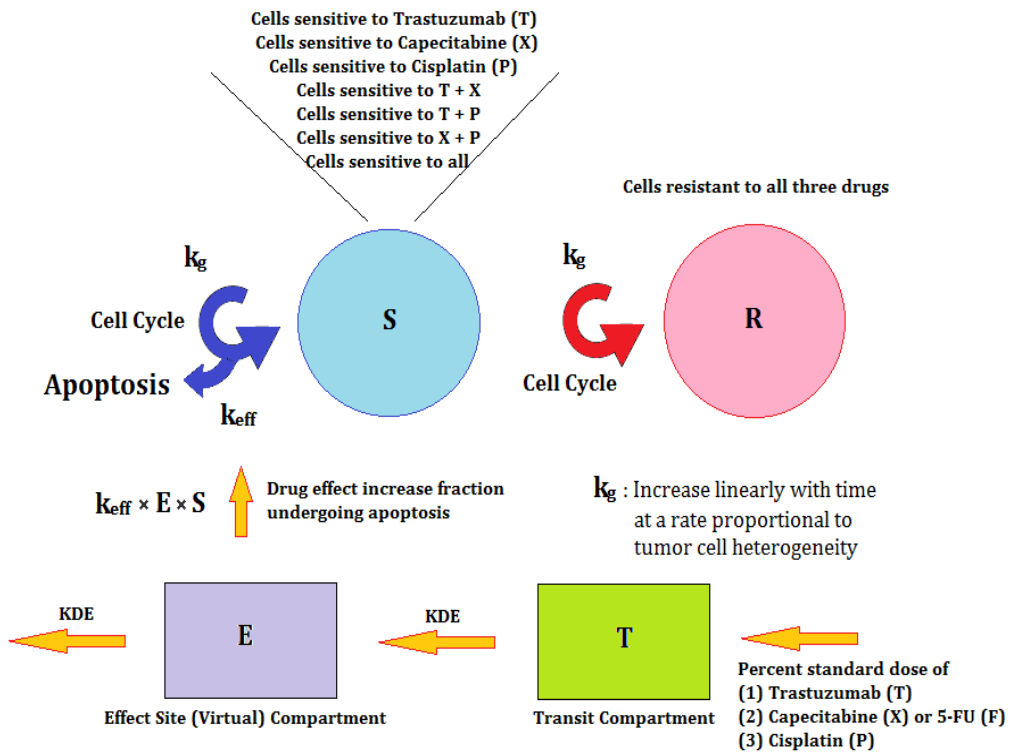 Cells sensitive to Trastuzumab (T)
Cells sensitive to Capecitabine (X)
Cells sensitive to Cisplatin (P)
Cells sensitive to T + X
Cells sensitive to T + P
Cells sensitive to X + P
Cells sensitive to all
Cells resistant to all three drugs
kg
Cell Cycle
Apoptosis
keff
S
kg
Cell Cycle
R
keff × E × S
Drug effect increase fraction
undergoing apoptosis
kg : Increase linearly with time
at a rate proportional to
tumor cell heterogeneity
KDE
E
Effect Site (Virtual) Compartment
KDE
T
Transit Compartment
Percent standard dose of
(1) Trastuzumab (T)
(2) Capecitabine (X) or 5-FU (F)
(3) Cisplatin (P)